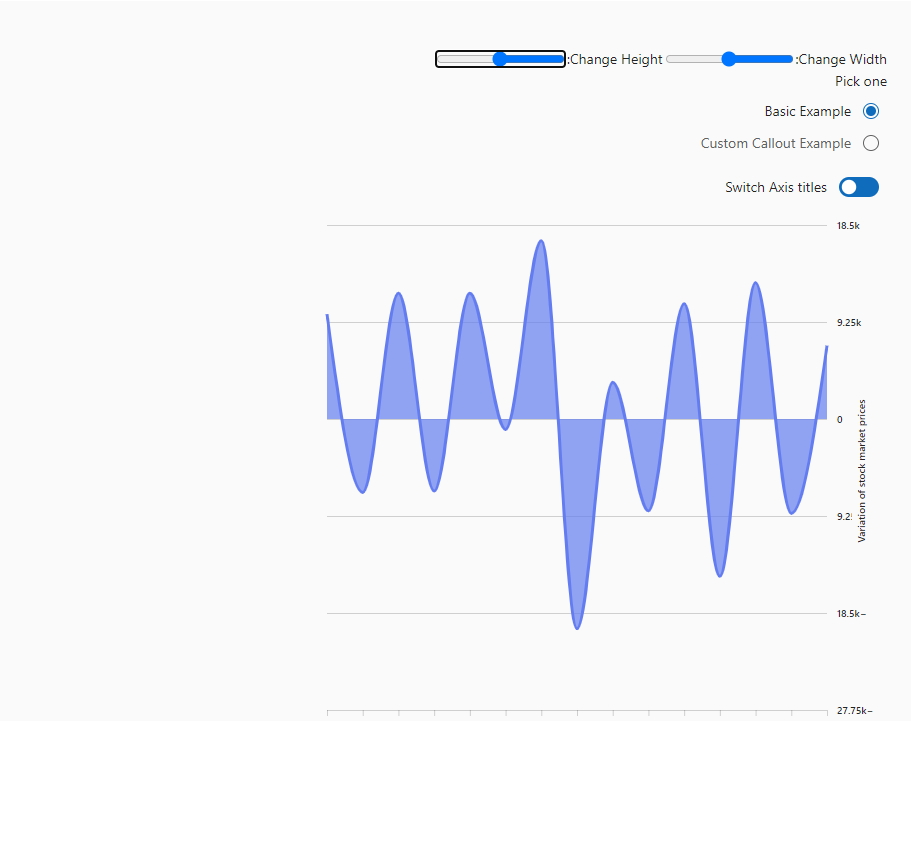 :Change Width
:Change Height
Pick one
Basic Example
Custom Callout Example
Switch Axis titles
18.5k
9.25k
0
9.2
18.5k−
27.75k−
Variation of stock market prices